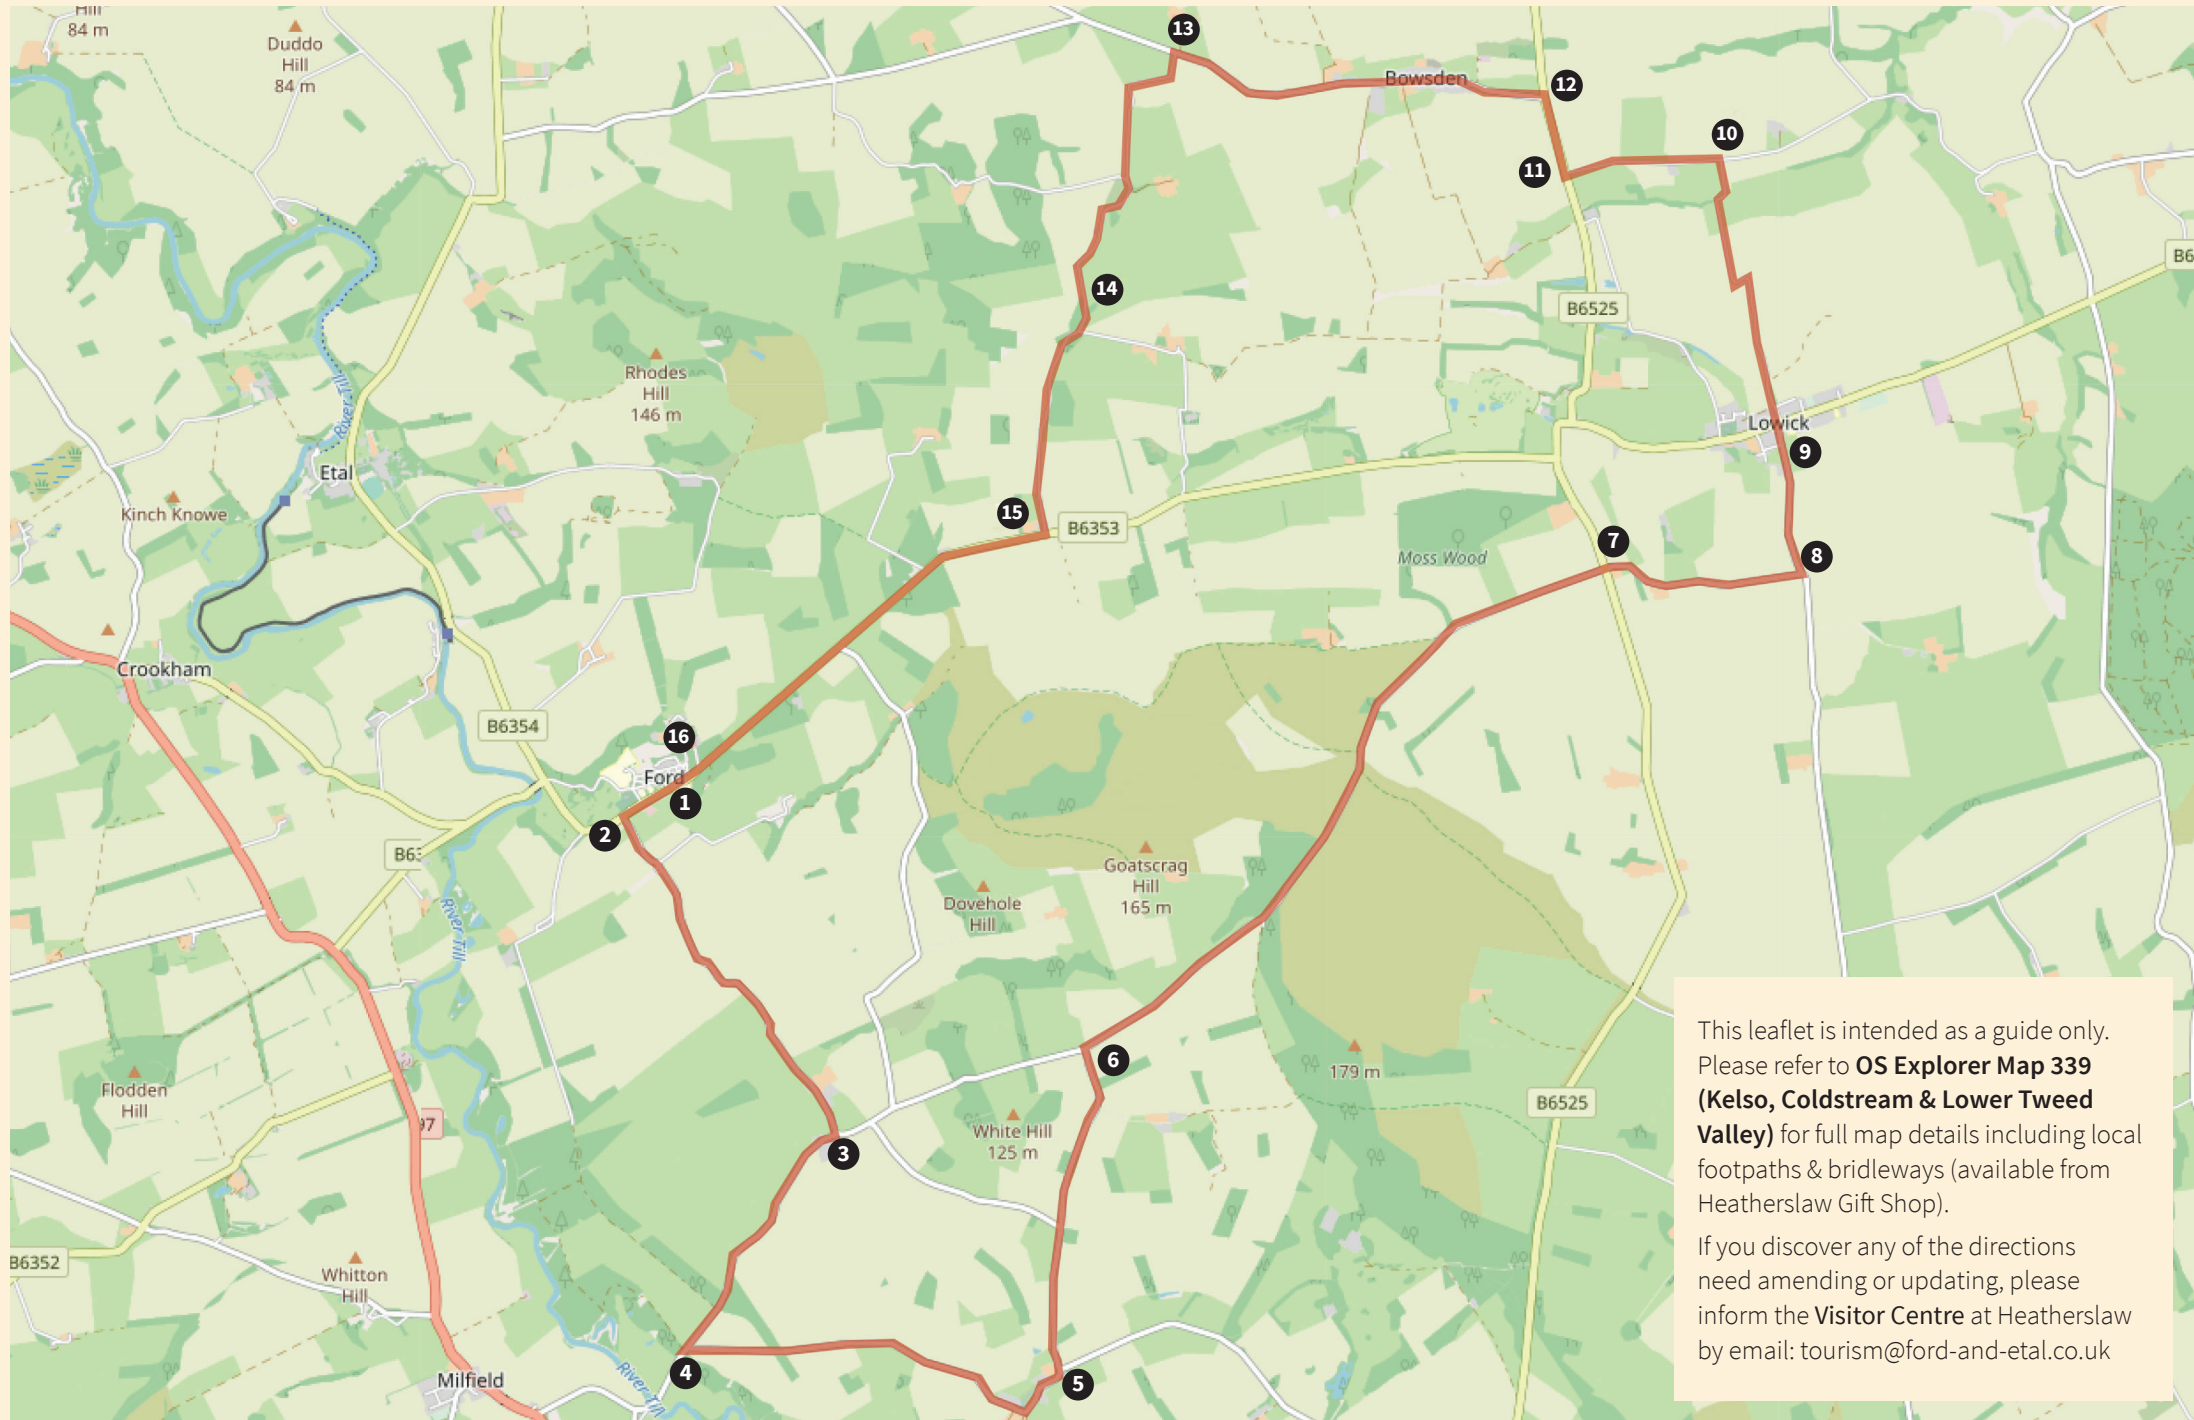 Hill
84 m
Duddo
Hill
84 m
13
Bowsden
12
10
11
14
B6525
B6
Rhodes
Hill
146 m
River Till
Lowick
9
Etal
Kinch Knowe
15
B6353
7
Moss Wood
8
Crookham
B6354
16
Ford
1
2
B63
Goatscrag
Hill
165 m
Dovehole
Hill
River Till
6
179 m
Flodden
Hill
97
White Hill
125 m
B6525
3
B6352
Whitton
Hill
Milfield
River Till
4
5
This leaflet is intended as a guide only.
Please refer to OS Explorer Map 339
(Kelso, Coldstream & Lower Tweed
Valley) for full map details including local
footpaths & bridleways (available from
Heatherslaw Gift Shop).
If you discover any of the directions
need amending or updating, please
inform the Visitor Centre at Heatherslaw
by email: tourism@ford-and-etal.co.uk